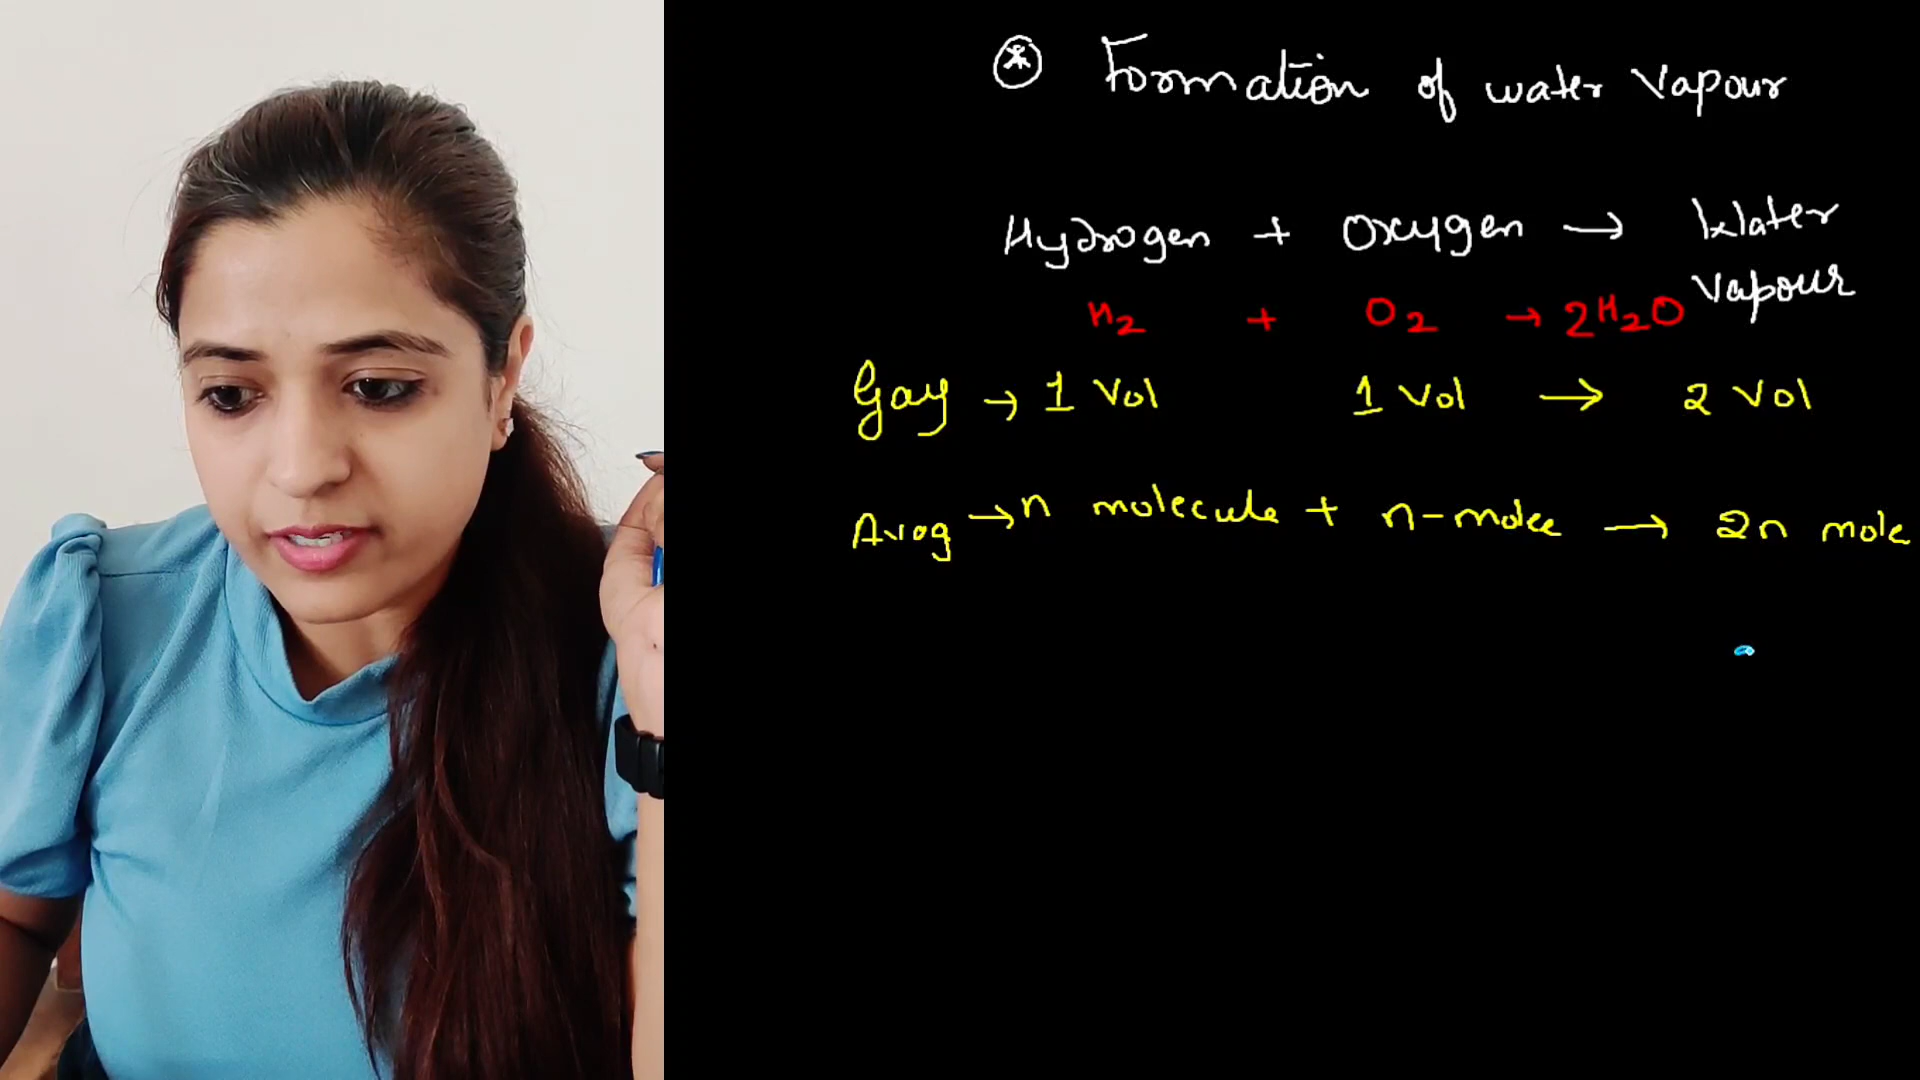 * Formation of water vapour
Hydrogen + Oxygen → Water
vapour
H2 + O2 → 2H2O
Gay → 1 Vol 1 Vol → 2 Vol
Avog → n molecule + n-molee → 2n mole